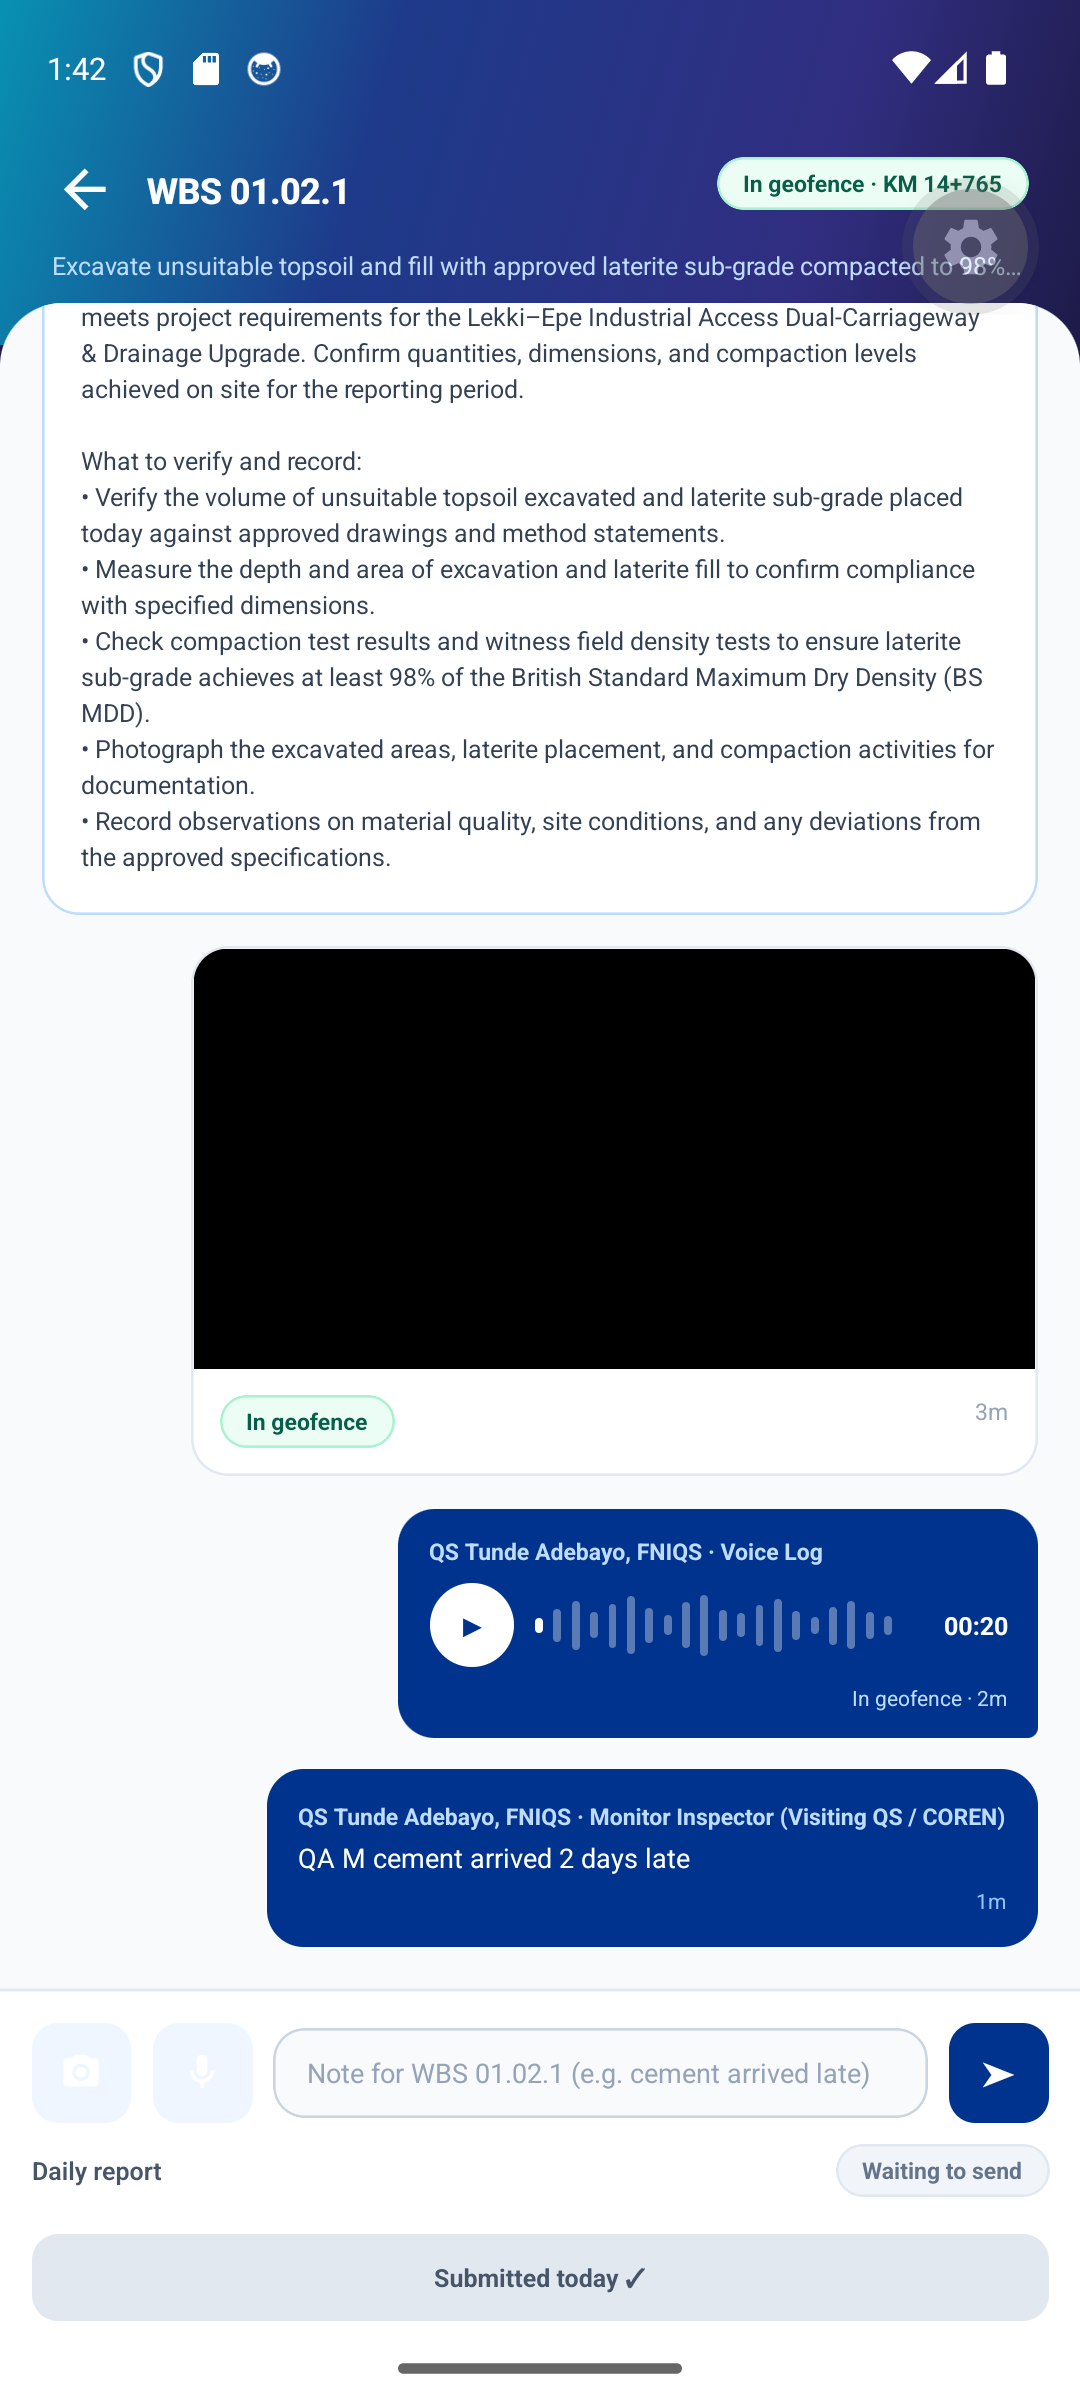 1:42
WBS 01.02.1
In geofence · KM 14+765
Excavate unsuitable topsoil and fill with approved laterite sub-grade compacted to 98%...
meets project requirements for the Lekki–Epe Industrial Access Dual-Carriageway
& Drainage Upgrade. Confirm quantities, dimensions, and compaction levels
achieved on site for the reporting period.
What to verify and record:
• Verify the volume of unsuitable topsoil excavated and laterite sub-grade placed
today against approved drawings and method statements.
• Measure the depth and area of excavation and laterite fill to confirm compliance
with specified dimensions.
• Check compaction test results and witness field density tests to ensure laterite
sub-grade achieves at least 98% of the British Standard Maximum Dry Density (BS
MDD).
• Photograph the excavated areas, laterite placement, and compaction activities for
documentation.
• Record observations on material quality, site conditions, and any deviations from
the approved specifications.
In geofence
3m
QS Tunde Adebayo, FNIQS · Voice Log
00:20
In geofence · 2m
QS Tunde Adebayo, FNIQS · Monitor Inspector (Visiting QS / COREN)
QA M cement arrived 2 days late
1m
Note for WBS 01.02.1 (e.g. cement arrived late)
Daily report
Waiting to send
Submitted today ✓